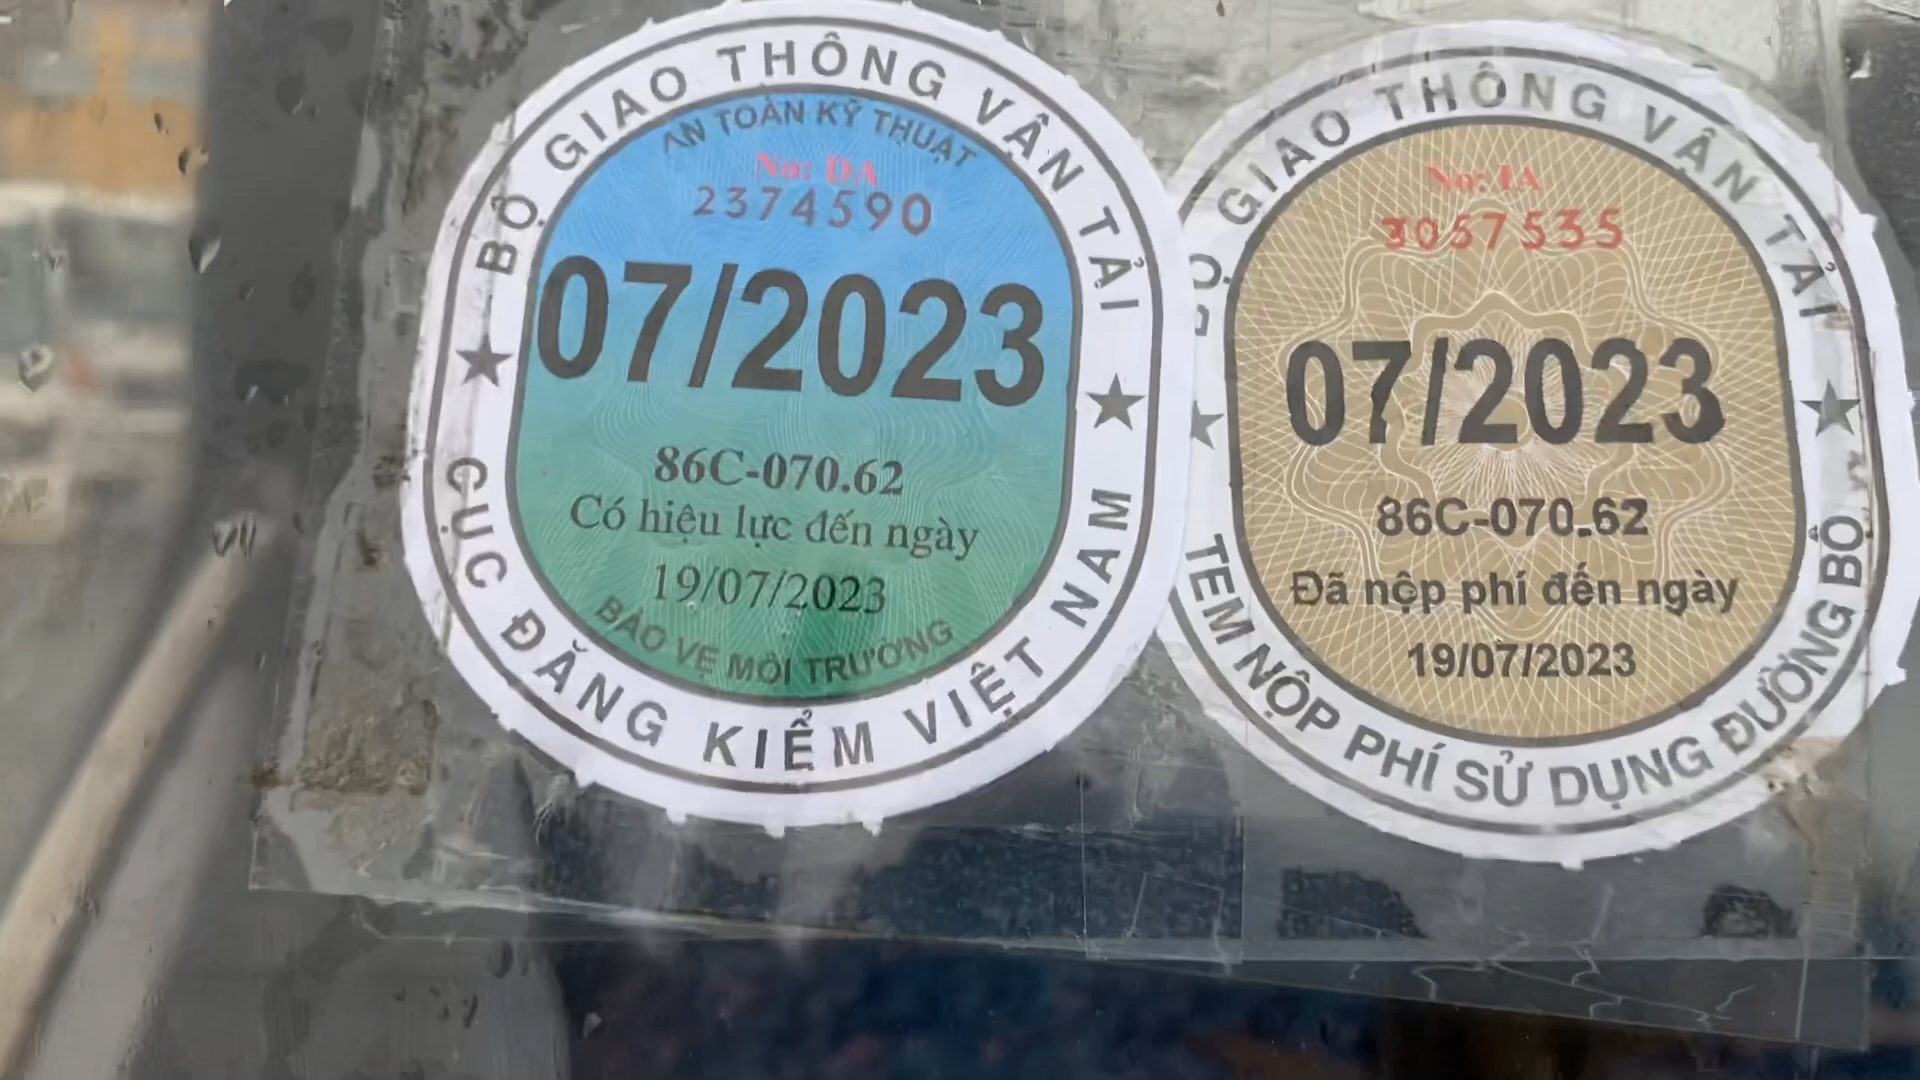 BỘ GIAO THÔNG VẬN TẢI
AN TOÀN KỸ THUẬT
No: DA
2374590
07/2023
86C-070.62
Có hiệu lực đến ngày
19/07/2023
BẢO VỆ MÔI TRƯỜNG
CỤC ĐĂNG KIỂM VIỆT NAM
BỘ GIAO THÔNG VẬN TẢI
No: IA
3057535
07/2023
86C-070.62
Đã nộp phí đến ngày
19/07/2023
TEM NỘP PHÍ SỬ DỤNG ĐƯỜNG BỘ